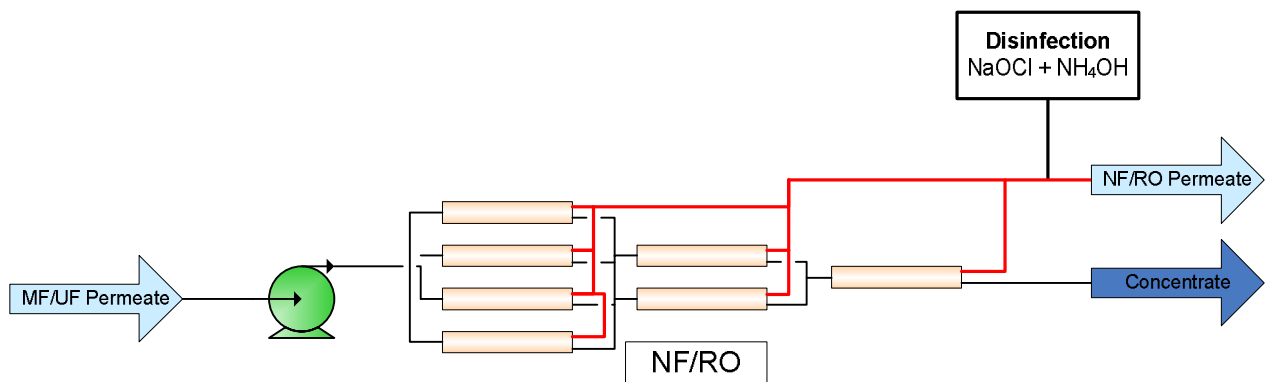 Disinfection
NaOCl + NH₄OH
NF/RO Permeate
MF/UF Permeate
Concentrate
NF/RO